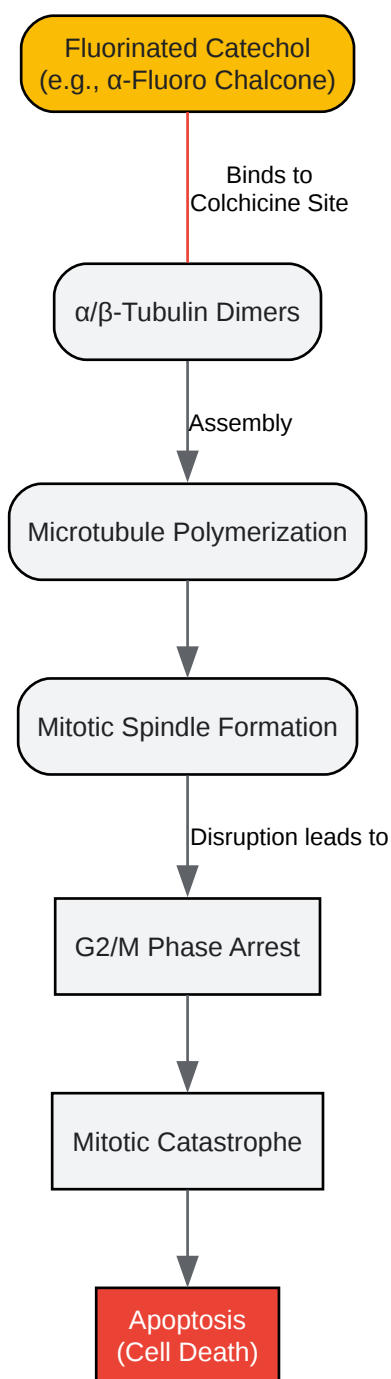 Fluorinated Catechol
(e.g., α-Fluoro Chalcone)
Binds to
Colchicine Site
α/β-Tubulin Dimers
Assembly
Microtubule Polymerization
Mitotic Spindle Formation
Disruption leads to
G2/M Phase Arrest
Mitotic Catastrophe
Apoptosis
(Cell Death)